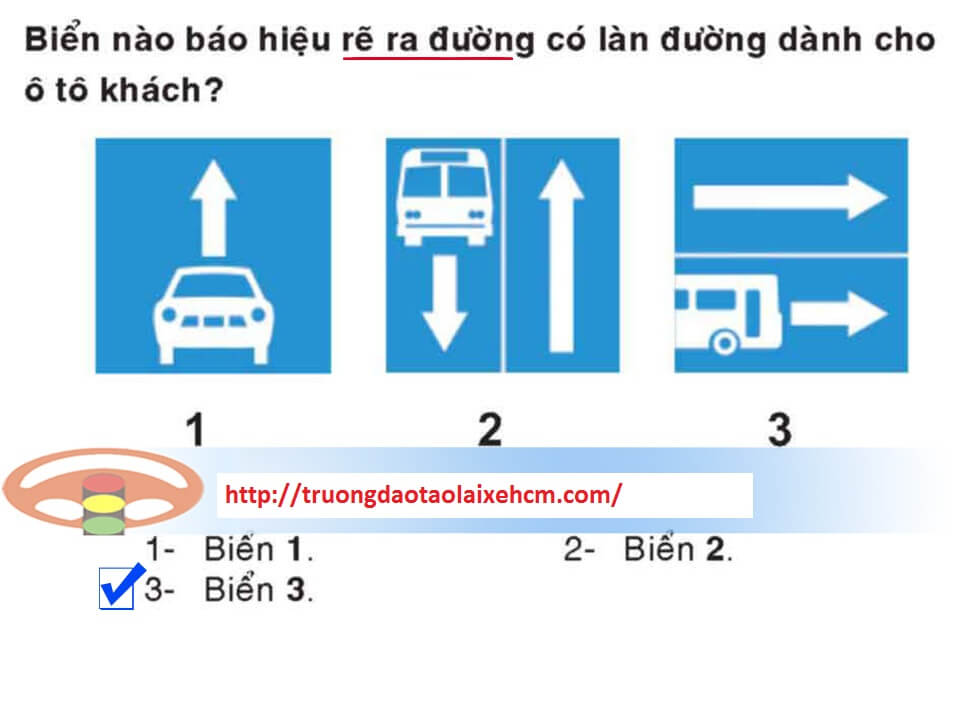 Biển nào báo hiệu rẽ ra đường có làn đường dành cho
ô tô khách?
1 2 3
http://truongdaotaolaixehcm.com/
1- Biển 1. 2- Biển 2.
3- Biển 3.